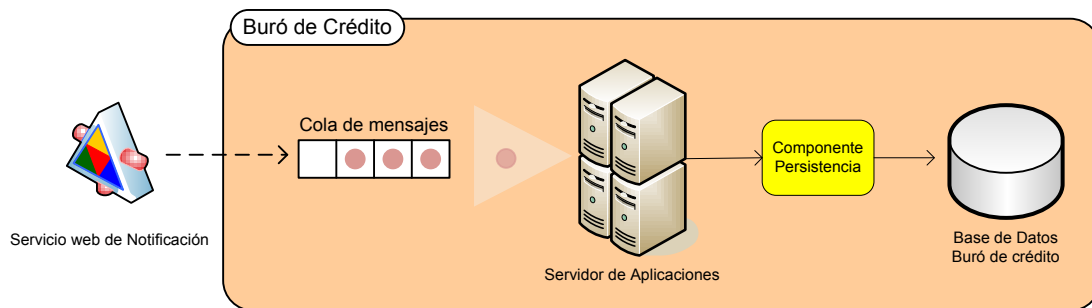 Buró de Crédito
Cola de mensajes
Componente
Persistencia
Servicio web de Notificación
Servidor de Aplicaciones
Base de Datos
Buró de crédito